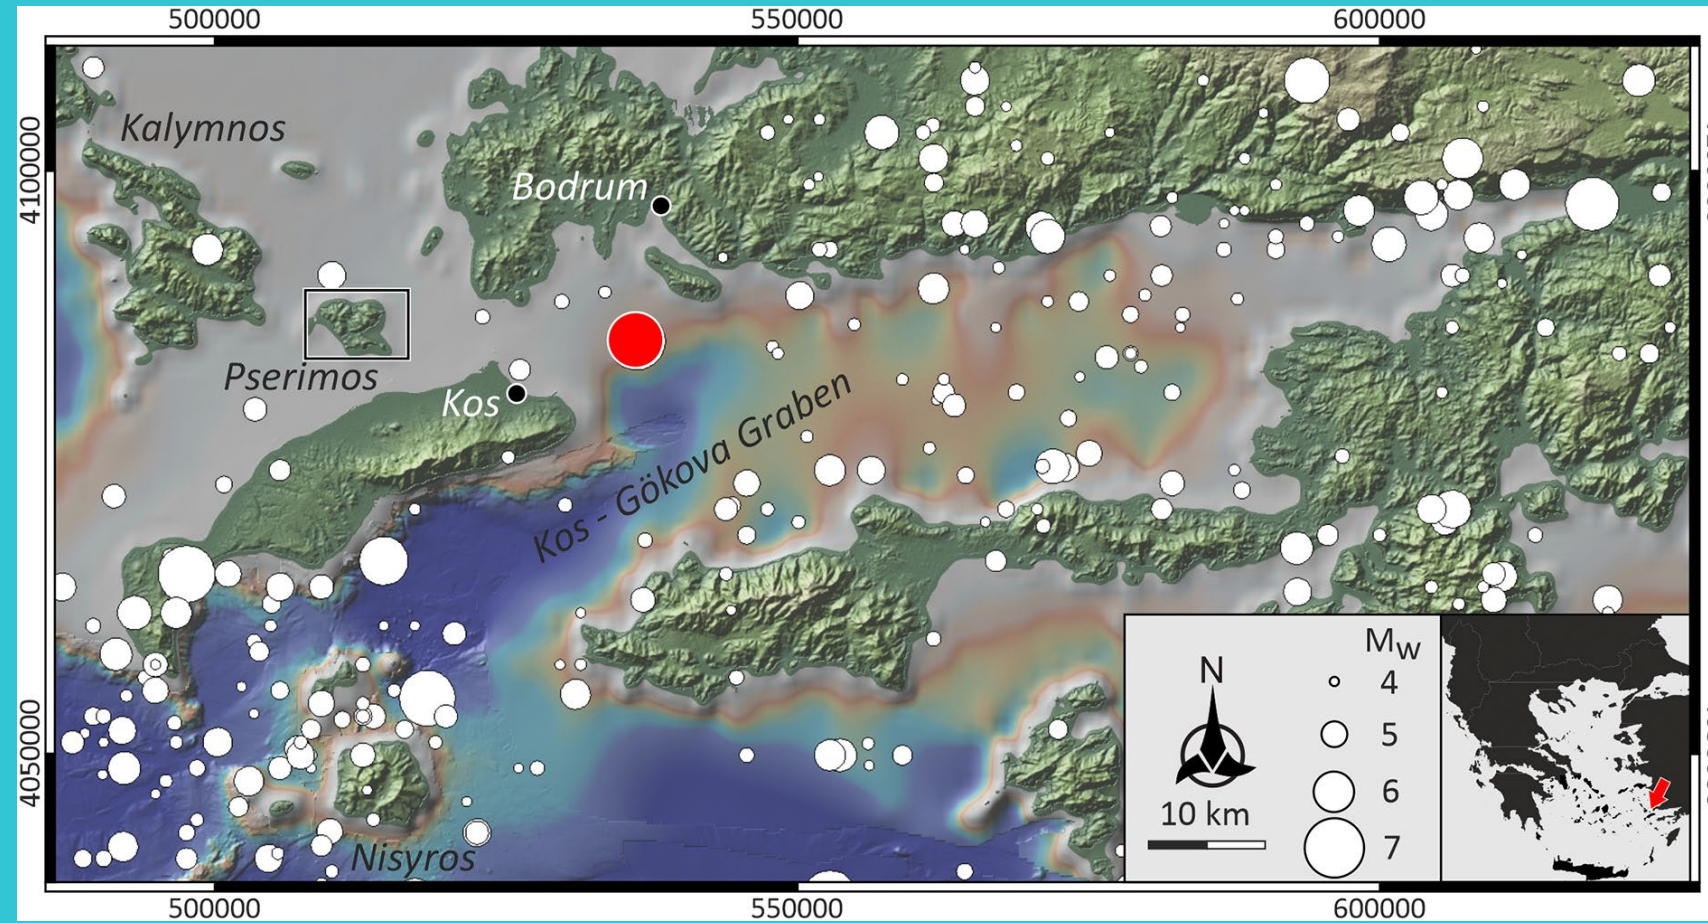 500000
550000
600000
4100000
4050000
Kalymnos
Bodrum
Pserimos
Kos
Kos - Gökova Graben
Nisyros
N
10 km
Mw
4
5
6
7
500000
550000
600000